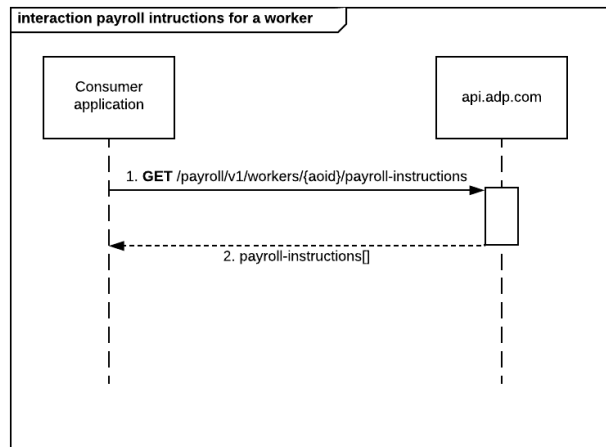 interaction payroll intructions for a worker
Consumer
application
api.adp.com
1. GET /payroll/v1/workers/{aoid}/payroll-instructions
2. payroll-instructions[]